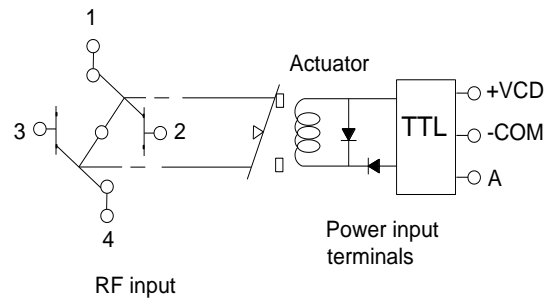 1
Actuator
+VCD
3
2
TTL
-COM
A
4
Power input
terminals
RF input